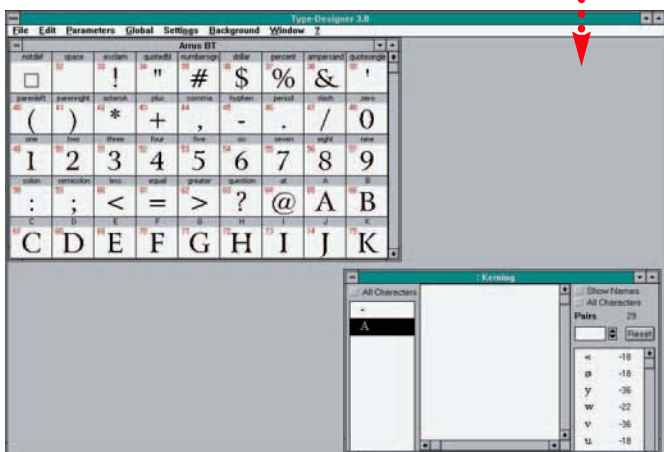 Type-Designer 3.0
File Edit Parameters Global Settings Background Window ?
Arrus BT
notdef space exclam quotedbl numbersign dollar percent ampersand quotesingle
! " # $ % & '
parenleft parenright asterisk plus comma hyphen period slash zero
( ) * + , - . / 0
one two three four five six seven eight nine
1 2 3 4 5 6 7 8 9
colon semicolon less equal greater question at A B
: ; < = > ? @ A B
C D E F G H I J K
C D E F G H I J K
: Kerning
All Characters
Show Names
All Characters
Pairs 29
Reset
-
A
« -18
ø -18
y -36
w -22
v -36
u -18